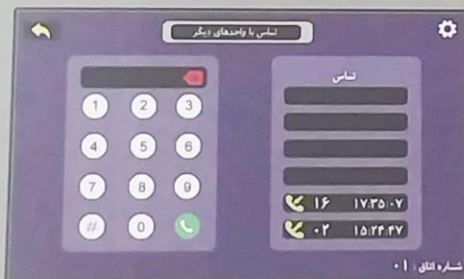 تماس با واحدهای دیگر
تماس
1 2 3
4 5 6
7 8 9
# 0
۱۶ ۱۷:۳۵:۰۷
۰۲ ۱۵:۲۴:۴۷
شماره اتاق : ۰۱